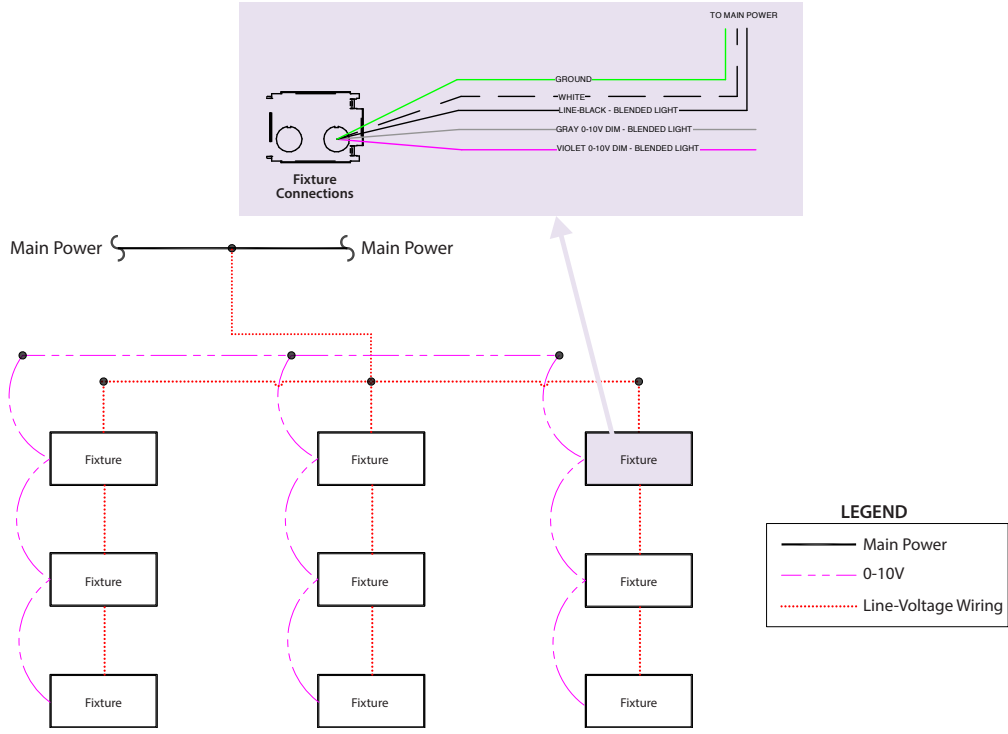 TO MAIN POWER
GROUND
WHITE
LINE-BLACK - BLENDED LIGHT
GRAY 0-10V DIM - BLENDED LIGHT
VIOLET 0-10V DIM - BLENDED LIGHT
Fixture
Connections
Main Power
Main Power
Fixture
Fixture
Fixture
Fixture
Fixture
Fixture
Fixture
Fixture
Fixture
LEGEND
Main Power
0-10V
Line-Voltage Wiring